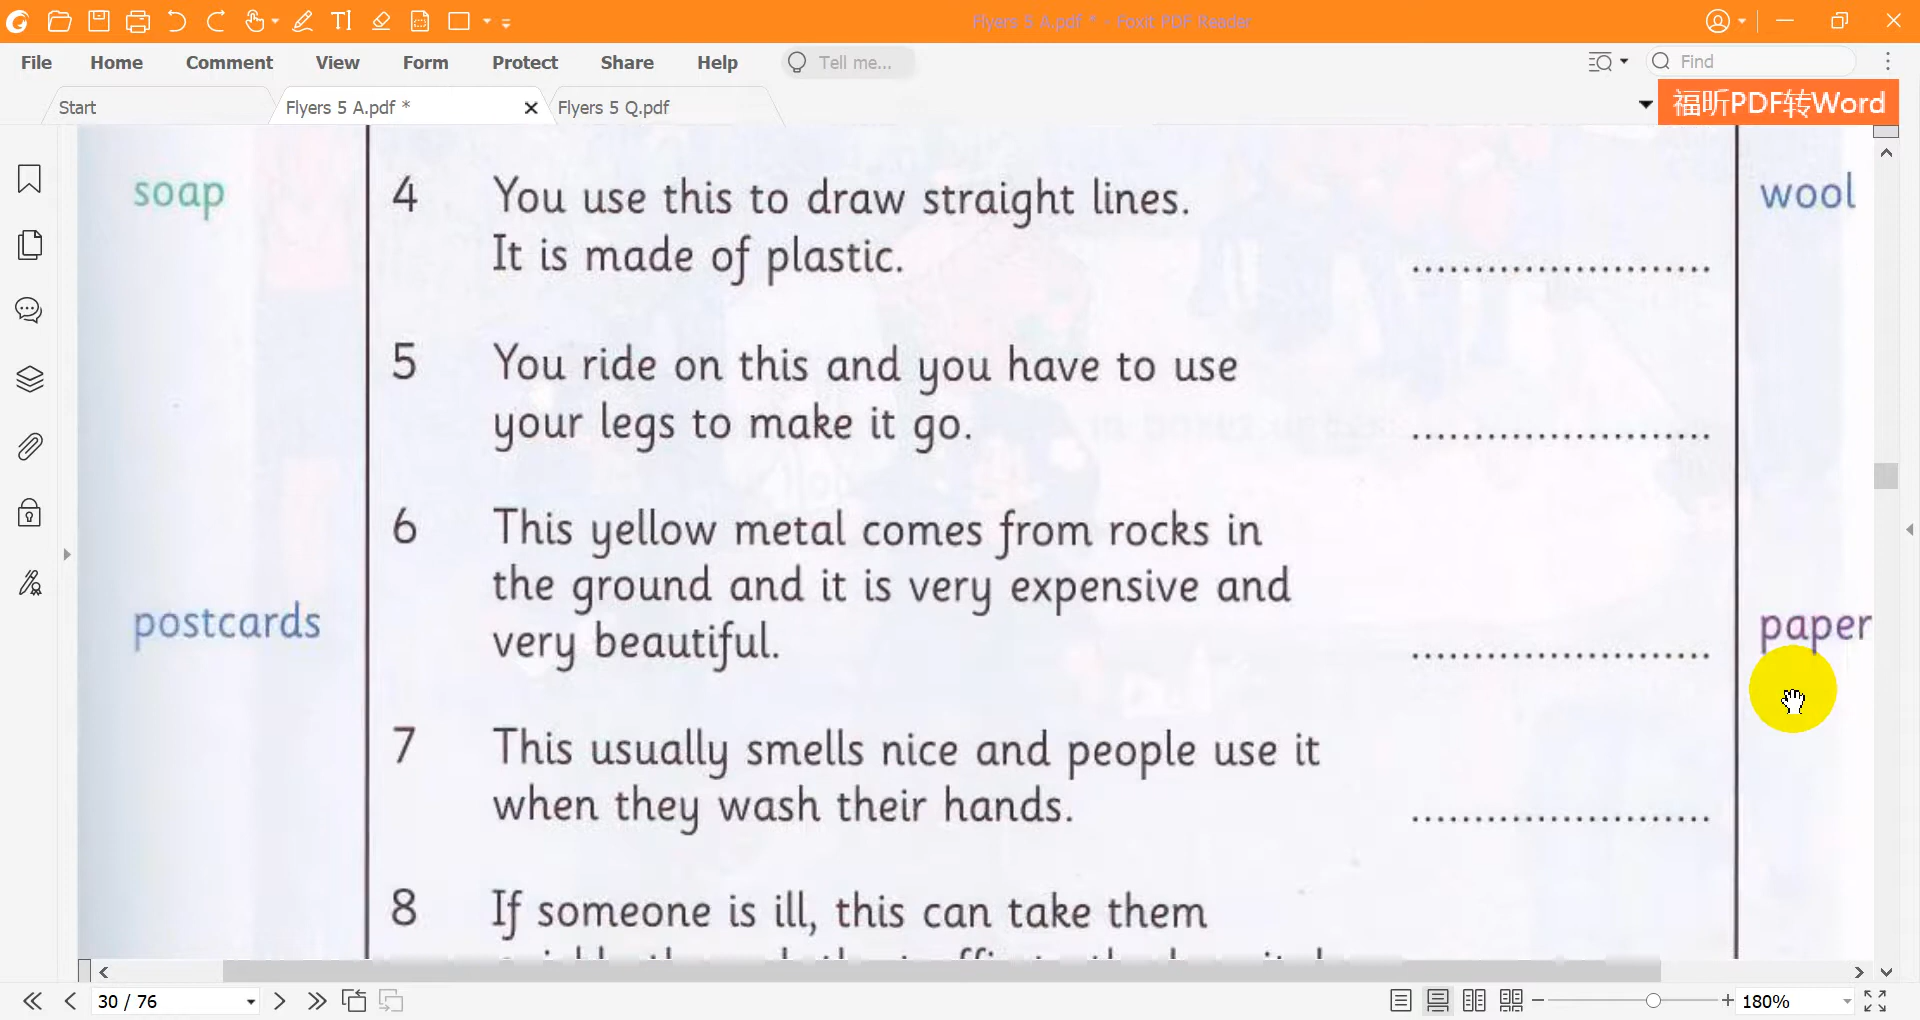 Flyers 5 A.pdf * - Foxit PDF Reader
File Home Comment View Form Protect Share Help Tell me... Find
Start Flyers 5 A.pdf * Flyers 5 Q.pdf 福昕PDF转Word
soap
4 You use this to draw straight lines.
It is made of plastic. ........................
wool
5 You ride on this and you have to use
your legs to make it go. ........................
6 This yellow metal comes from rocks in
the ground and it is very expensive and
very beautiful. ........................
postcards
paper
7 This usually smells nice and people use it
when they wash their hands. ........................
8 If someone is ill, this can take them
30 / 76 180%